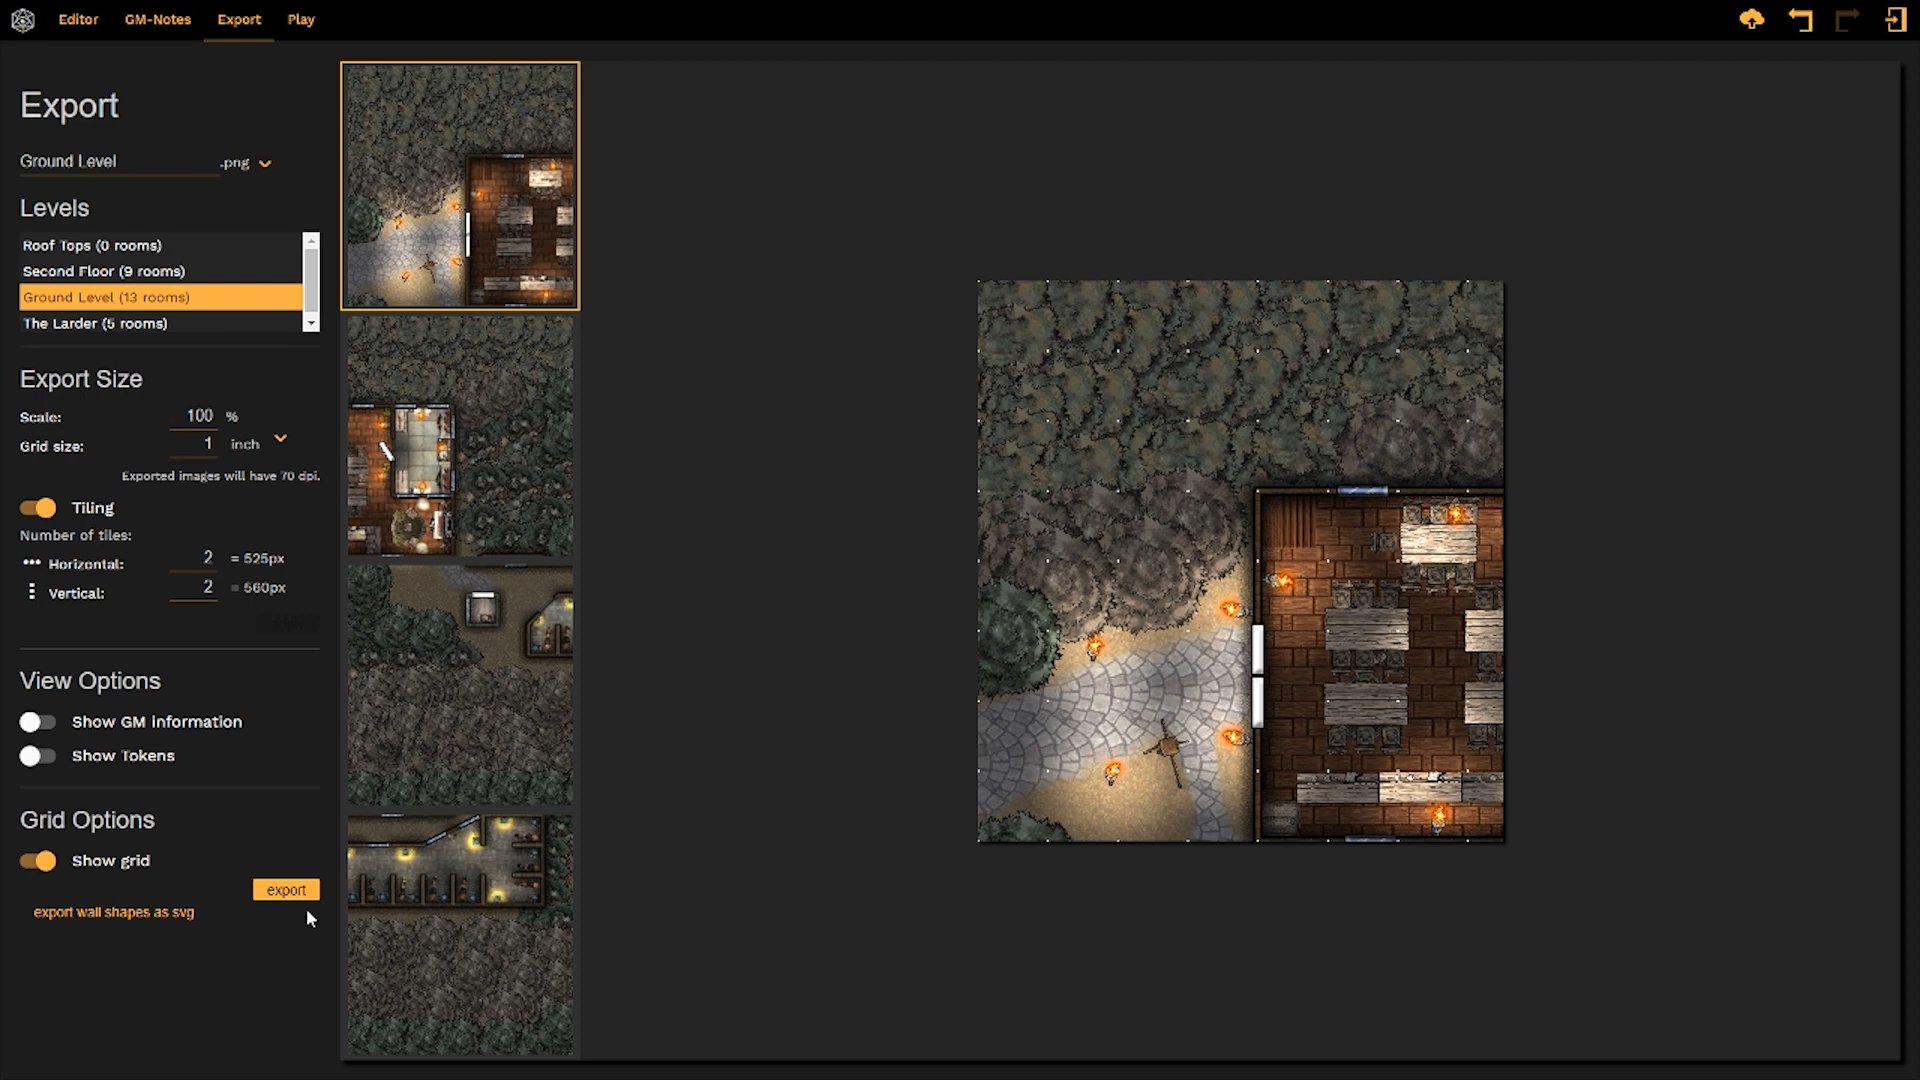 Editor GM-Notes Export Play
Export
Ground Level .png
Levels
Roof Tops (0 rooms)
Second Floor (9 rooms)
Ground Level (13 rooms)
The Larder (5 rooms)
Export Size
Scale: 100 %
Grid size: 1 inch
Exported images will have 70 dpi.
Tiling
Number of tiles:
Horizontal: 2 = 525px
Vertical: 2 = 560px
View Options
Show GM information
Show Tokens
Grid Options
Show grid
export
export wall shapes as svg